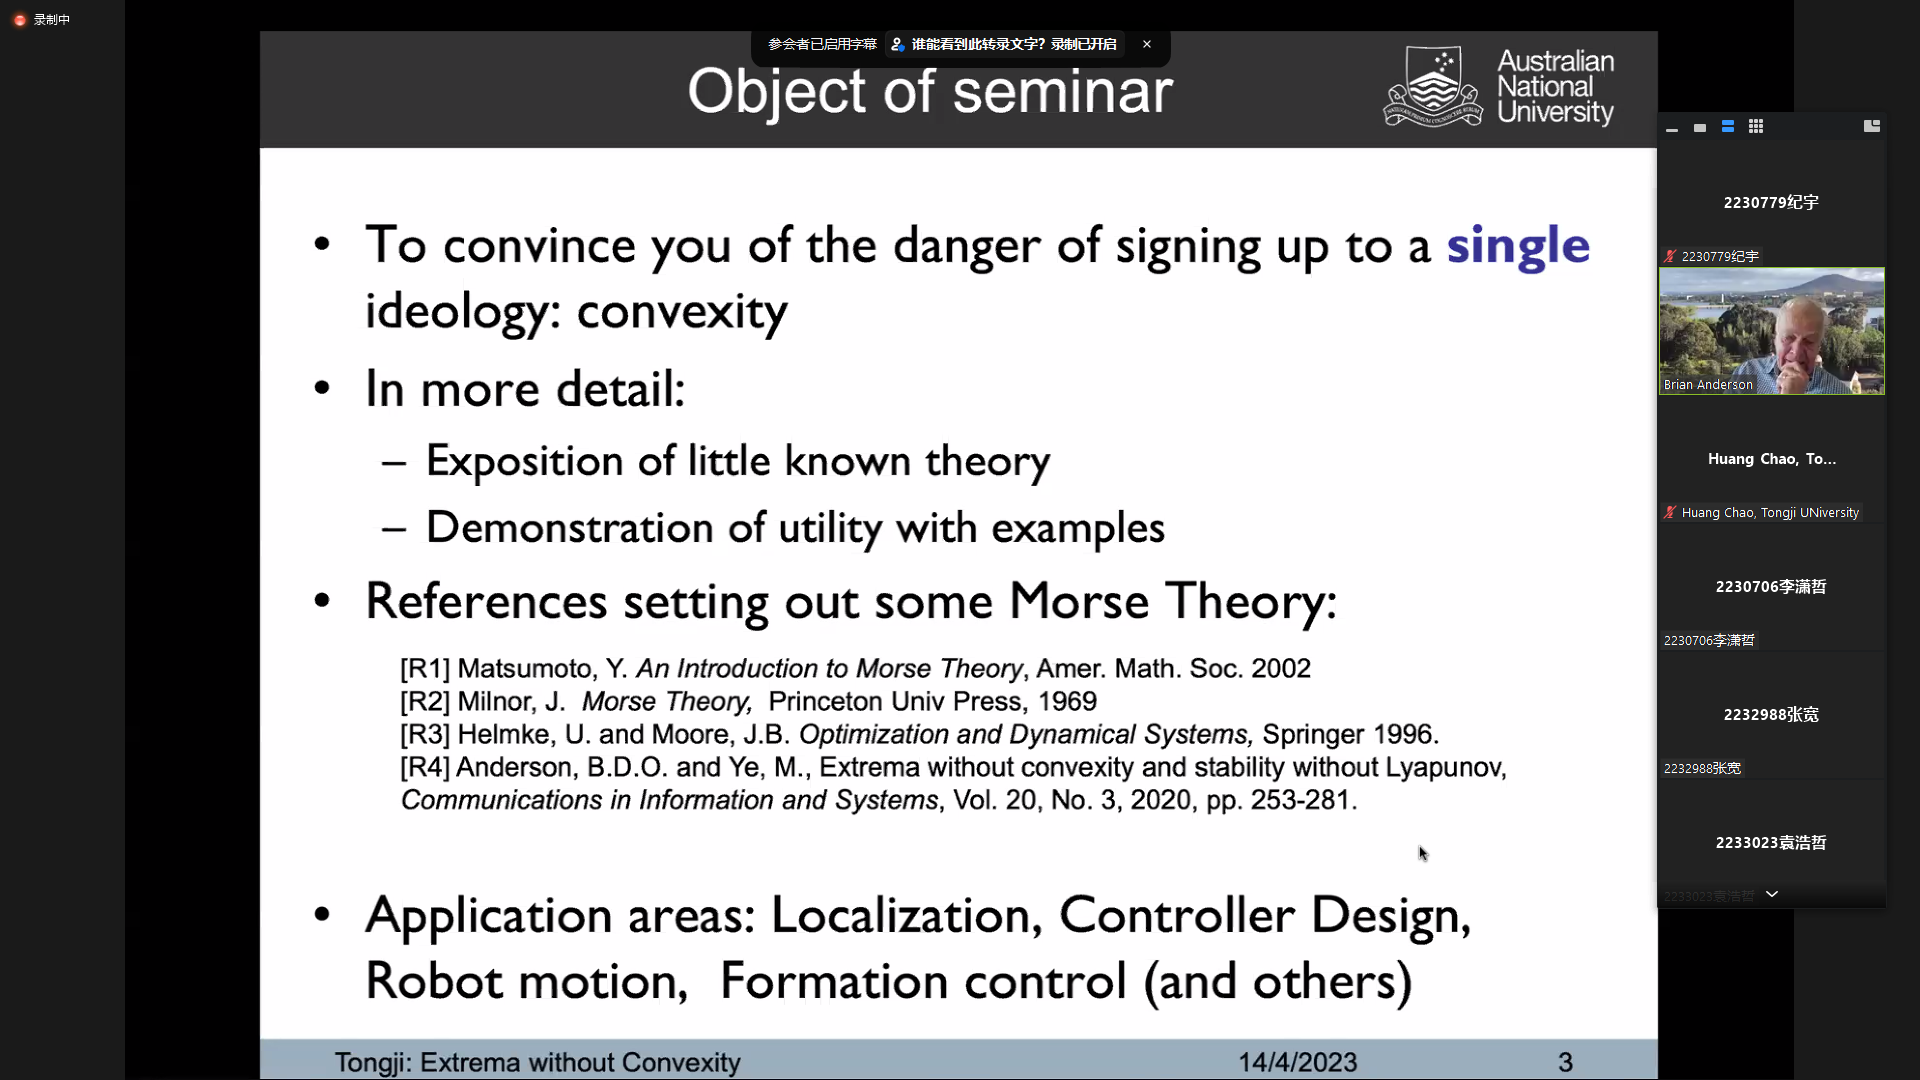 录制中
参会者已启用字幕 谁能看到此转录文字? 录制已开启 ×
Object of seminar
Australian
National
University
• To convince you of the danger of signing up to a single
ideology: convexity
• In more detail:
– Exposition of little known theory
– Demonstration of utility with examples
• References setting out some Morse Theory:
[R1] Matsumoto, Y. An Introduction to Morse Theory, Amer. Math. Soc. 2002
[R2] Milnor, J. Morse Theory, Princeton Univ Press, 1969
[R3] Helmke, U. and Moore, J.B. Optimization and Dynamical Systems, Springer 1996.
[R4] Anderson, B.D.O. and Ye, M., Extrema without convexity and stability without Lyapunov,
Communications in Information and Systems, Vol. 20, No. 3, 2020, pp. 253-281.
• Application areas: Localization, Controller Design,
Robot motion, Formation control (and others)
Tongji: Extrema without Convexity 14/4/2023 3
2230779纪宇
2230779纪宇
Brian Anderson
Huang Chao, To...
Huang Chao, Tongji UNiversity
2230706李潇哲
2230706李潇哲
2232988张宽
2232988张宽
2233023袁浩哲
2233023袁浩哲